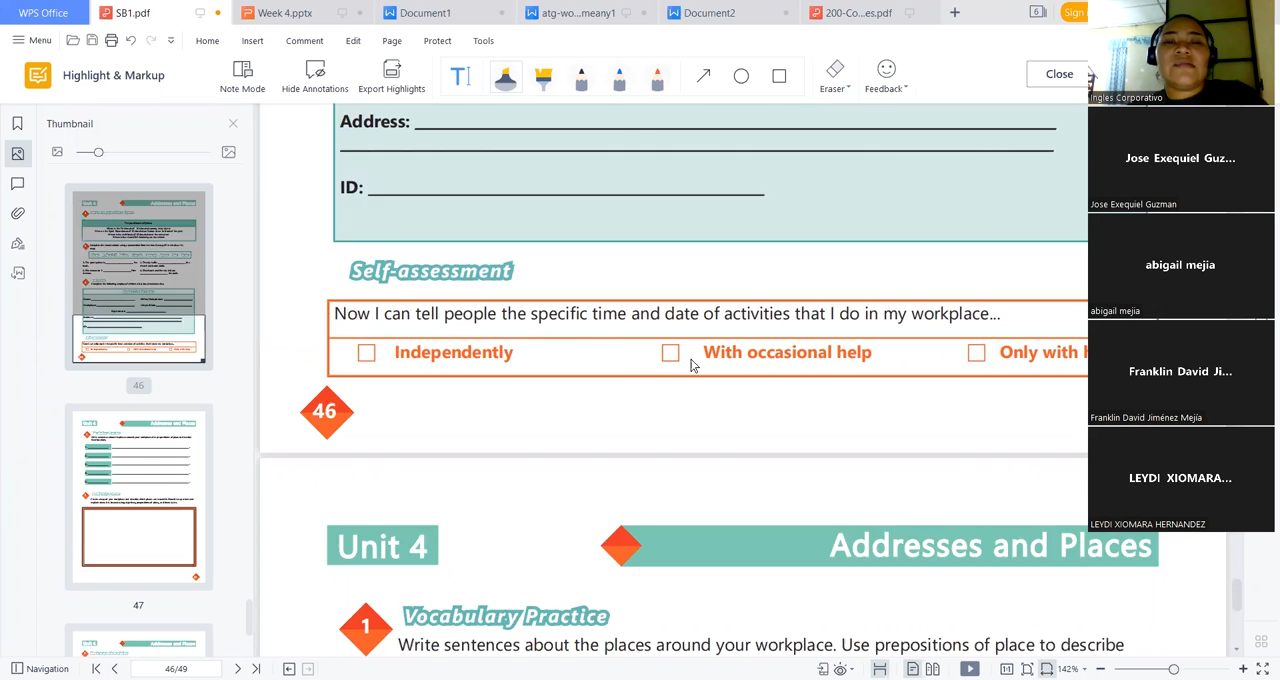 WPS Office
SB1.pdf
Week 4.pptx
Document1
atg-wo...meany1
Document2
200-Co...es.pdf
6
Sign
Menu
Home
Insert
Comment
Edit
Page
Protect
Tools
Highlight & Markup
Note Mode
Hide Annotations
Export Highlights
Eraser
Feedback
Close
Ingles Corporativo
Jose Exequiel Guz...
Jose Exequiel Guzman
abigail mejia
abigail mejia
Franklin David Ji...
Franklin David Jiménez Mejía
LEYDI XIOMARA...
LEYDI XIOMARA HERNANDEZ
Thumbnail
46
47
Address:
ID:
Self-assessment
Now I can tell people the specific time and date of activities that I do in my workplace...
Independently
With occasional help
Only with h
46
Unit 4
Addresses and Places
1
Vocabulary Practice
Write sentences about the places around your workplace. Use prepositions of place to describe
Navigation
46/49
142%